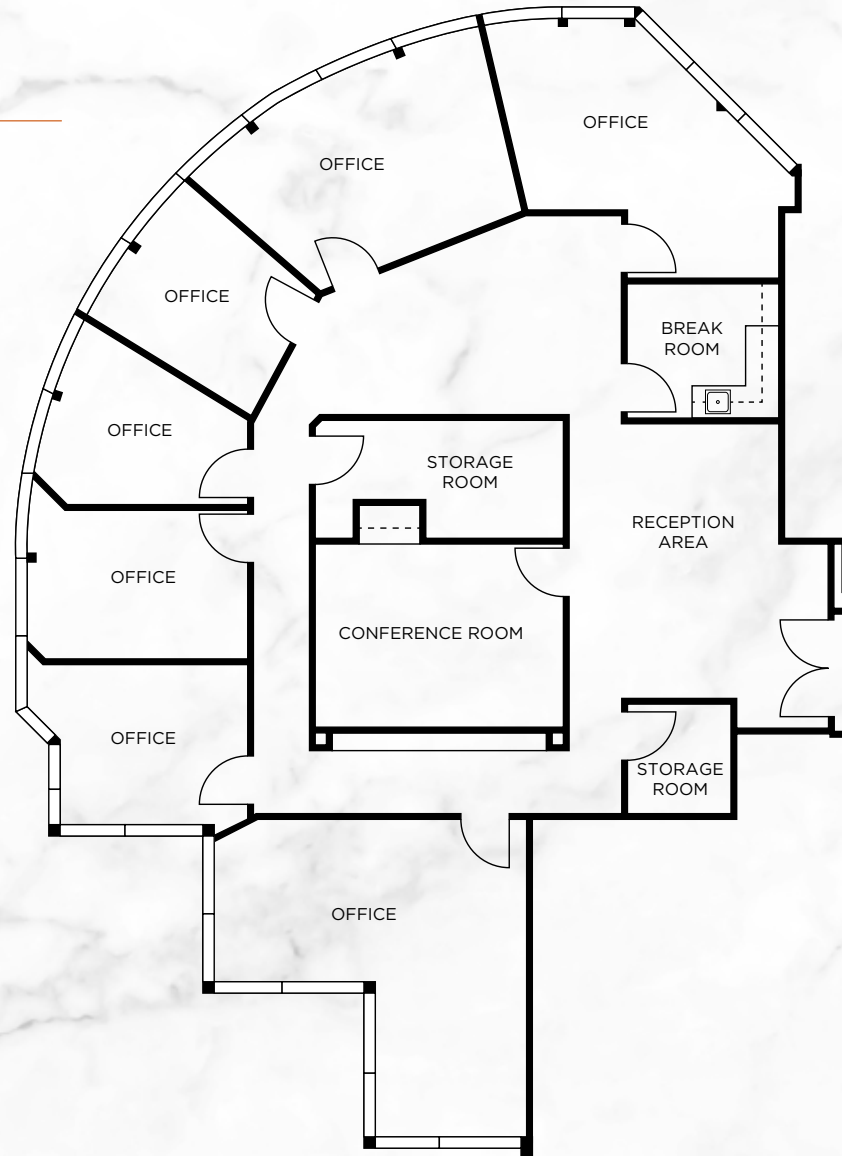 OFFICE
OFFICE
OFFICE
BREAK
ROOM
OFFICE
STORAGE
ROOM
RECEPTION
AREA
OFFICE
CONFERENCE ROOM
OFFICE
STORAGE
ROOM
OFFICE